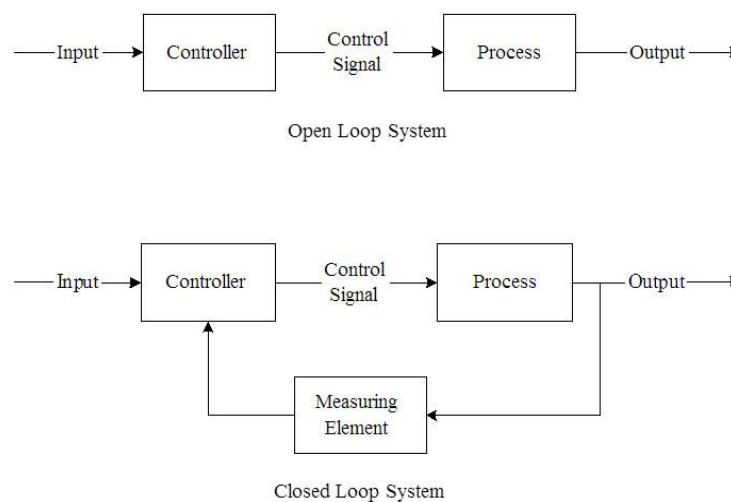 Input
Controller
Control
Signal
Process
Output
Open Loop System
Input
Controller
Control
Signal
Process
Output
Measuring
Element
Closed Loop System